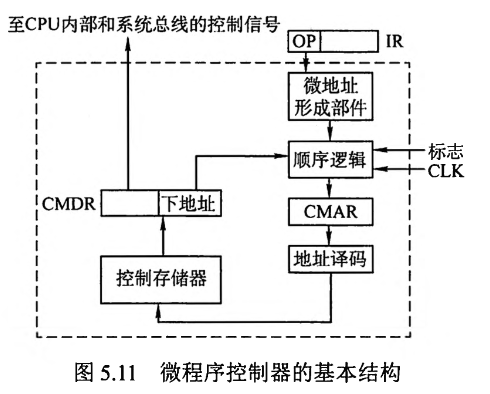 至CPU内部和系统总线的控制信号
OP
IR
微地址
形成部件
顺序逻辑
标志
CLK
CMDR
下地址
CMAR
控制存储器
地址译码
图 5.11 微程序控制器的基本结构